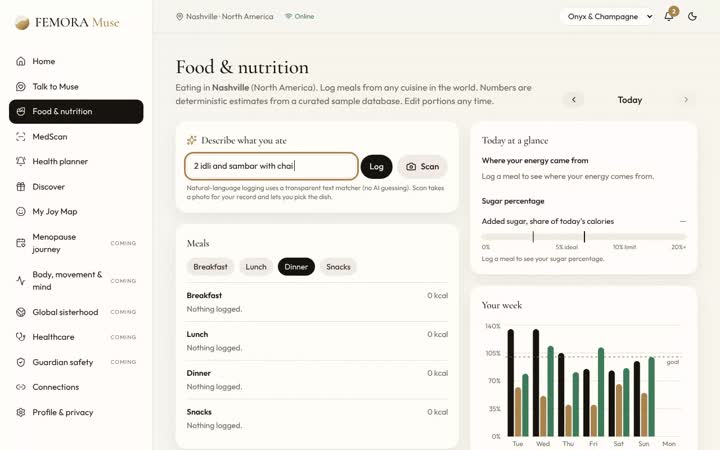 FEMORA Muse
Home
Talk to Muse
Food & nutrition
MedScan
Health planner
Discover
My Joy Map
Menopause
journey
COMING
Body, movement &
mind
COMING
Global sisterhood
COMING
Healthcare
COMING
Guardian safety
COMING
Connections
Profile & privacy
Nashville · North America
Online
Onyx & Champagne
2
Food & nutrition
Eating in Nashville (North America). Log meals from any cuisine in the world. Numbers are
deterministic estimates from a curated sample database. Edit portions any time.
Today
Describe what you ate
2 idli and sambar with chai
Log
Scan
Natural-language logging uses a transparent text matcher (no AI guessing). Scan takes
a photo for your record and lets you pick the dish.
Meals
Breakfast
Lunch
Dinner
Snacks
Breakfast
0 kcal
Nothing logged.
Lunch
0 kcal
Nothing logged.
Dinner
0 kcal
Nothing logged.
Snacks
0 kcal
Nothing logged.
Today at a glance
Where your energy came from
Log a meal to see where your energy comes from.
Sugar percentage
Added sugar, share of today's calories
—
0%
5% ideal
10% limit
20%+
Log a meal to see your sugar percentage.
Your week
140%
105%
70%
35%
0%
goal
Tue
Wed
Thu
Fri
Sat
Sun
Mon